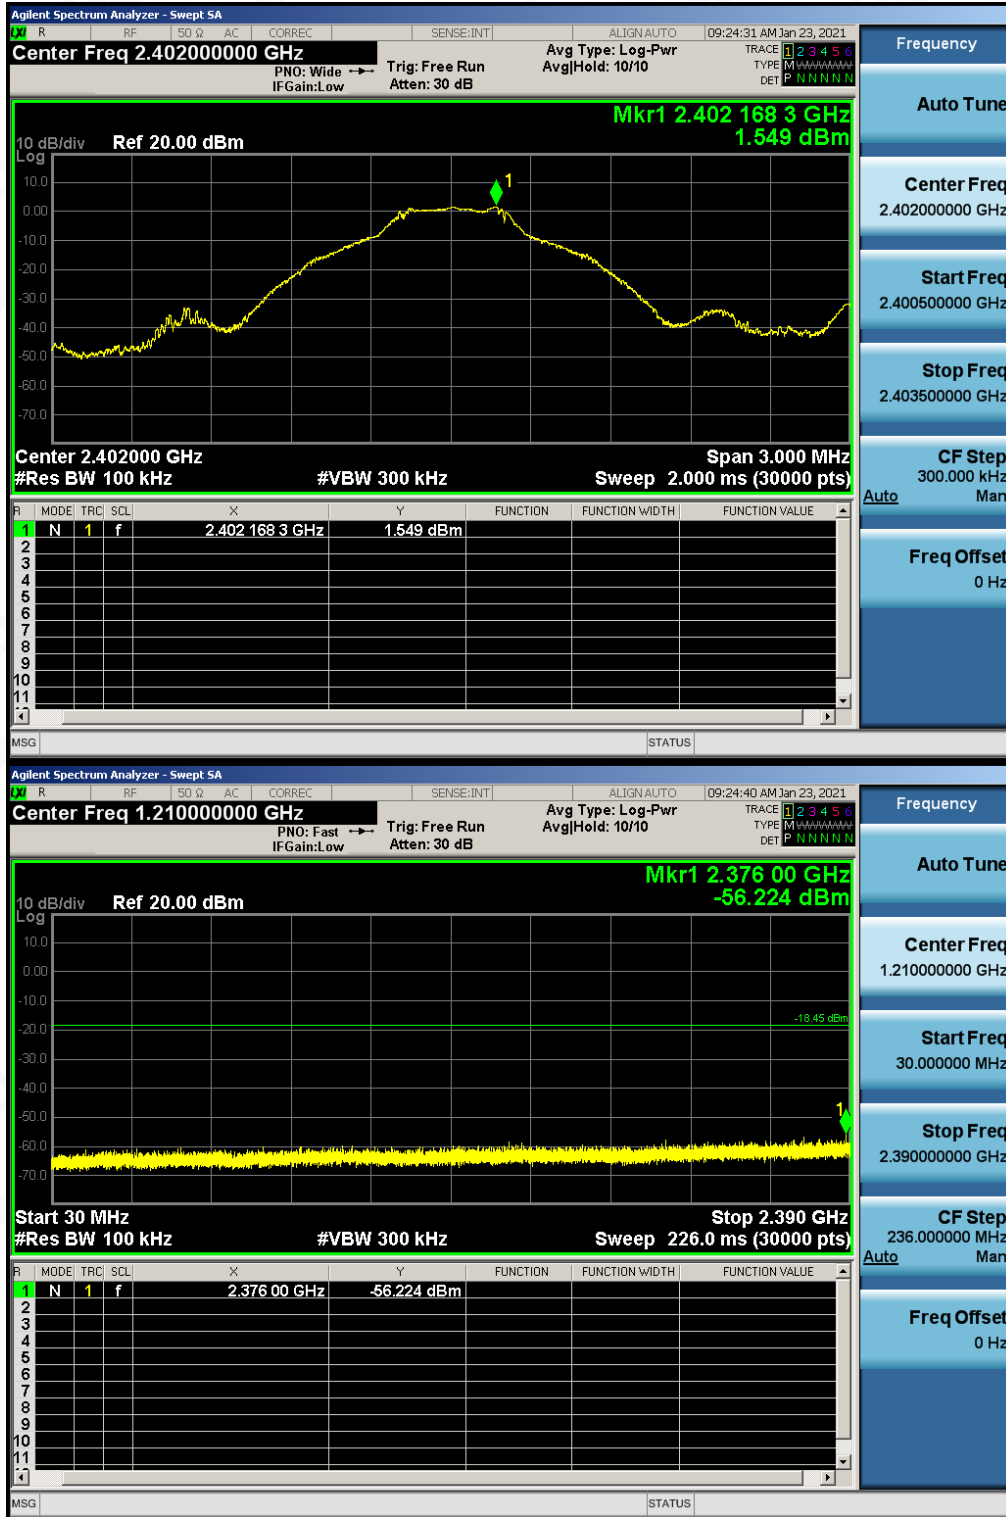 Agilent Spectrum Analyzer - Swept SA
LXI R RF 50 Ω AC CORREC SENSE:INT ALIGN AUTO 09:24:31 AM Jan 23, 2021
Center Freq 2.402000000 GHz
PNO: Wide
IFGain:Low
Trig: Free Run
Atten: 30 dB
Avg Type: Log-Pwr
Avg|Hold: 10/10
TRACE 1 2 3 4 5 6
TYPE M
DET P N N N N N
Mkr1 2.402 168 3 GHz
1.549 dBm
10 dB/div Ref 20.00 dBm
Log
10.0
0.00
-10.0
-20.0
-30.0
-40.0
-50.0
-60.0
-70.0
1
Center 2.402000 GHz Span 3.000 MHz
#Res BW 100 kHz #VBW 300 kHz Sweep 2.000 ms (30000 pts)
R MODE TRC SCL X Y FUNCTION FUNCTION WIDTH FUNCTION VALUE
1 N 1 f 2.402 168 3 GHz 1.549 dBm
2
3
4
5
6
7
8
9
10
11
MSG STATUS
Frequency
Auto Tune
Center Freq
2.402000000 GHz
Start Freq
2.400500000 GHz
Stop Freq
2.403500000 GHz
CF Step
300.000 kHz
Auto Man
Freq Offset
0 Hz
Agilent Spectrum Analyzer - Swept SA
LXI R RF 50 Ω AC CORREC SENSE:INT ALIGN AUTO 09:24:40 AM Jan 23, 2021
Center Freq 1.210000000 GHz
PNO: Fast
IFGain:Low
Trig: Free Run
Atten: 30 dB
Avg Type: Log-Pwr
Avg|Hold: 10/10
TRACE 1 2 3 4 5 6
TYPE M
DET P N N N N N
Mkr1 2.376 00 GHz
-56.224 dBm
10 dB/div Ref 20.00 dBm
Log
10.0
0.00
-10.0
-20.0
-30.0
-40.0
-50.0
-60.0
-70.0
-18.45 dBm
1
Start 30 MHz Stop 2.390 GHz
#Res BW 100 kHz #VBW 300 kHz Sweep 226.0 ms (30000 pts)
R MODE TRC SCL X Y FUNCTION FUNCTION WIDTH FUNCTION VALUE
1 N 1 f 2.376 00 GHz -56.224 dBm
2
3
4
5
6
7
8
9
10
11
MSG STATUS
Frequency
Auto Tune
Center Freq
1.210000000 GHz
Start Freq
30.000000 MHz
Stop Freq
2.390000000 GHz
CF Step
236.000000 MHz
Auto Man
Freq Offset
0 Hz